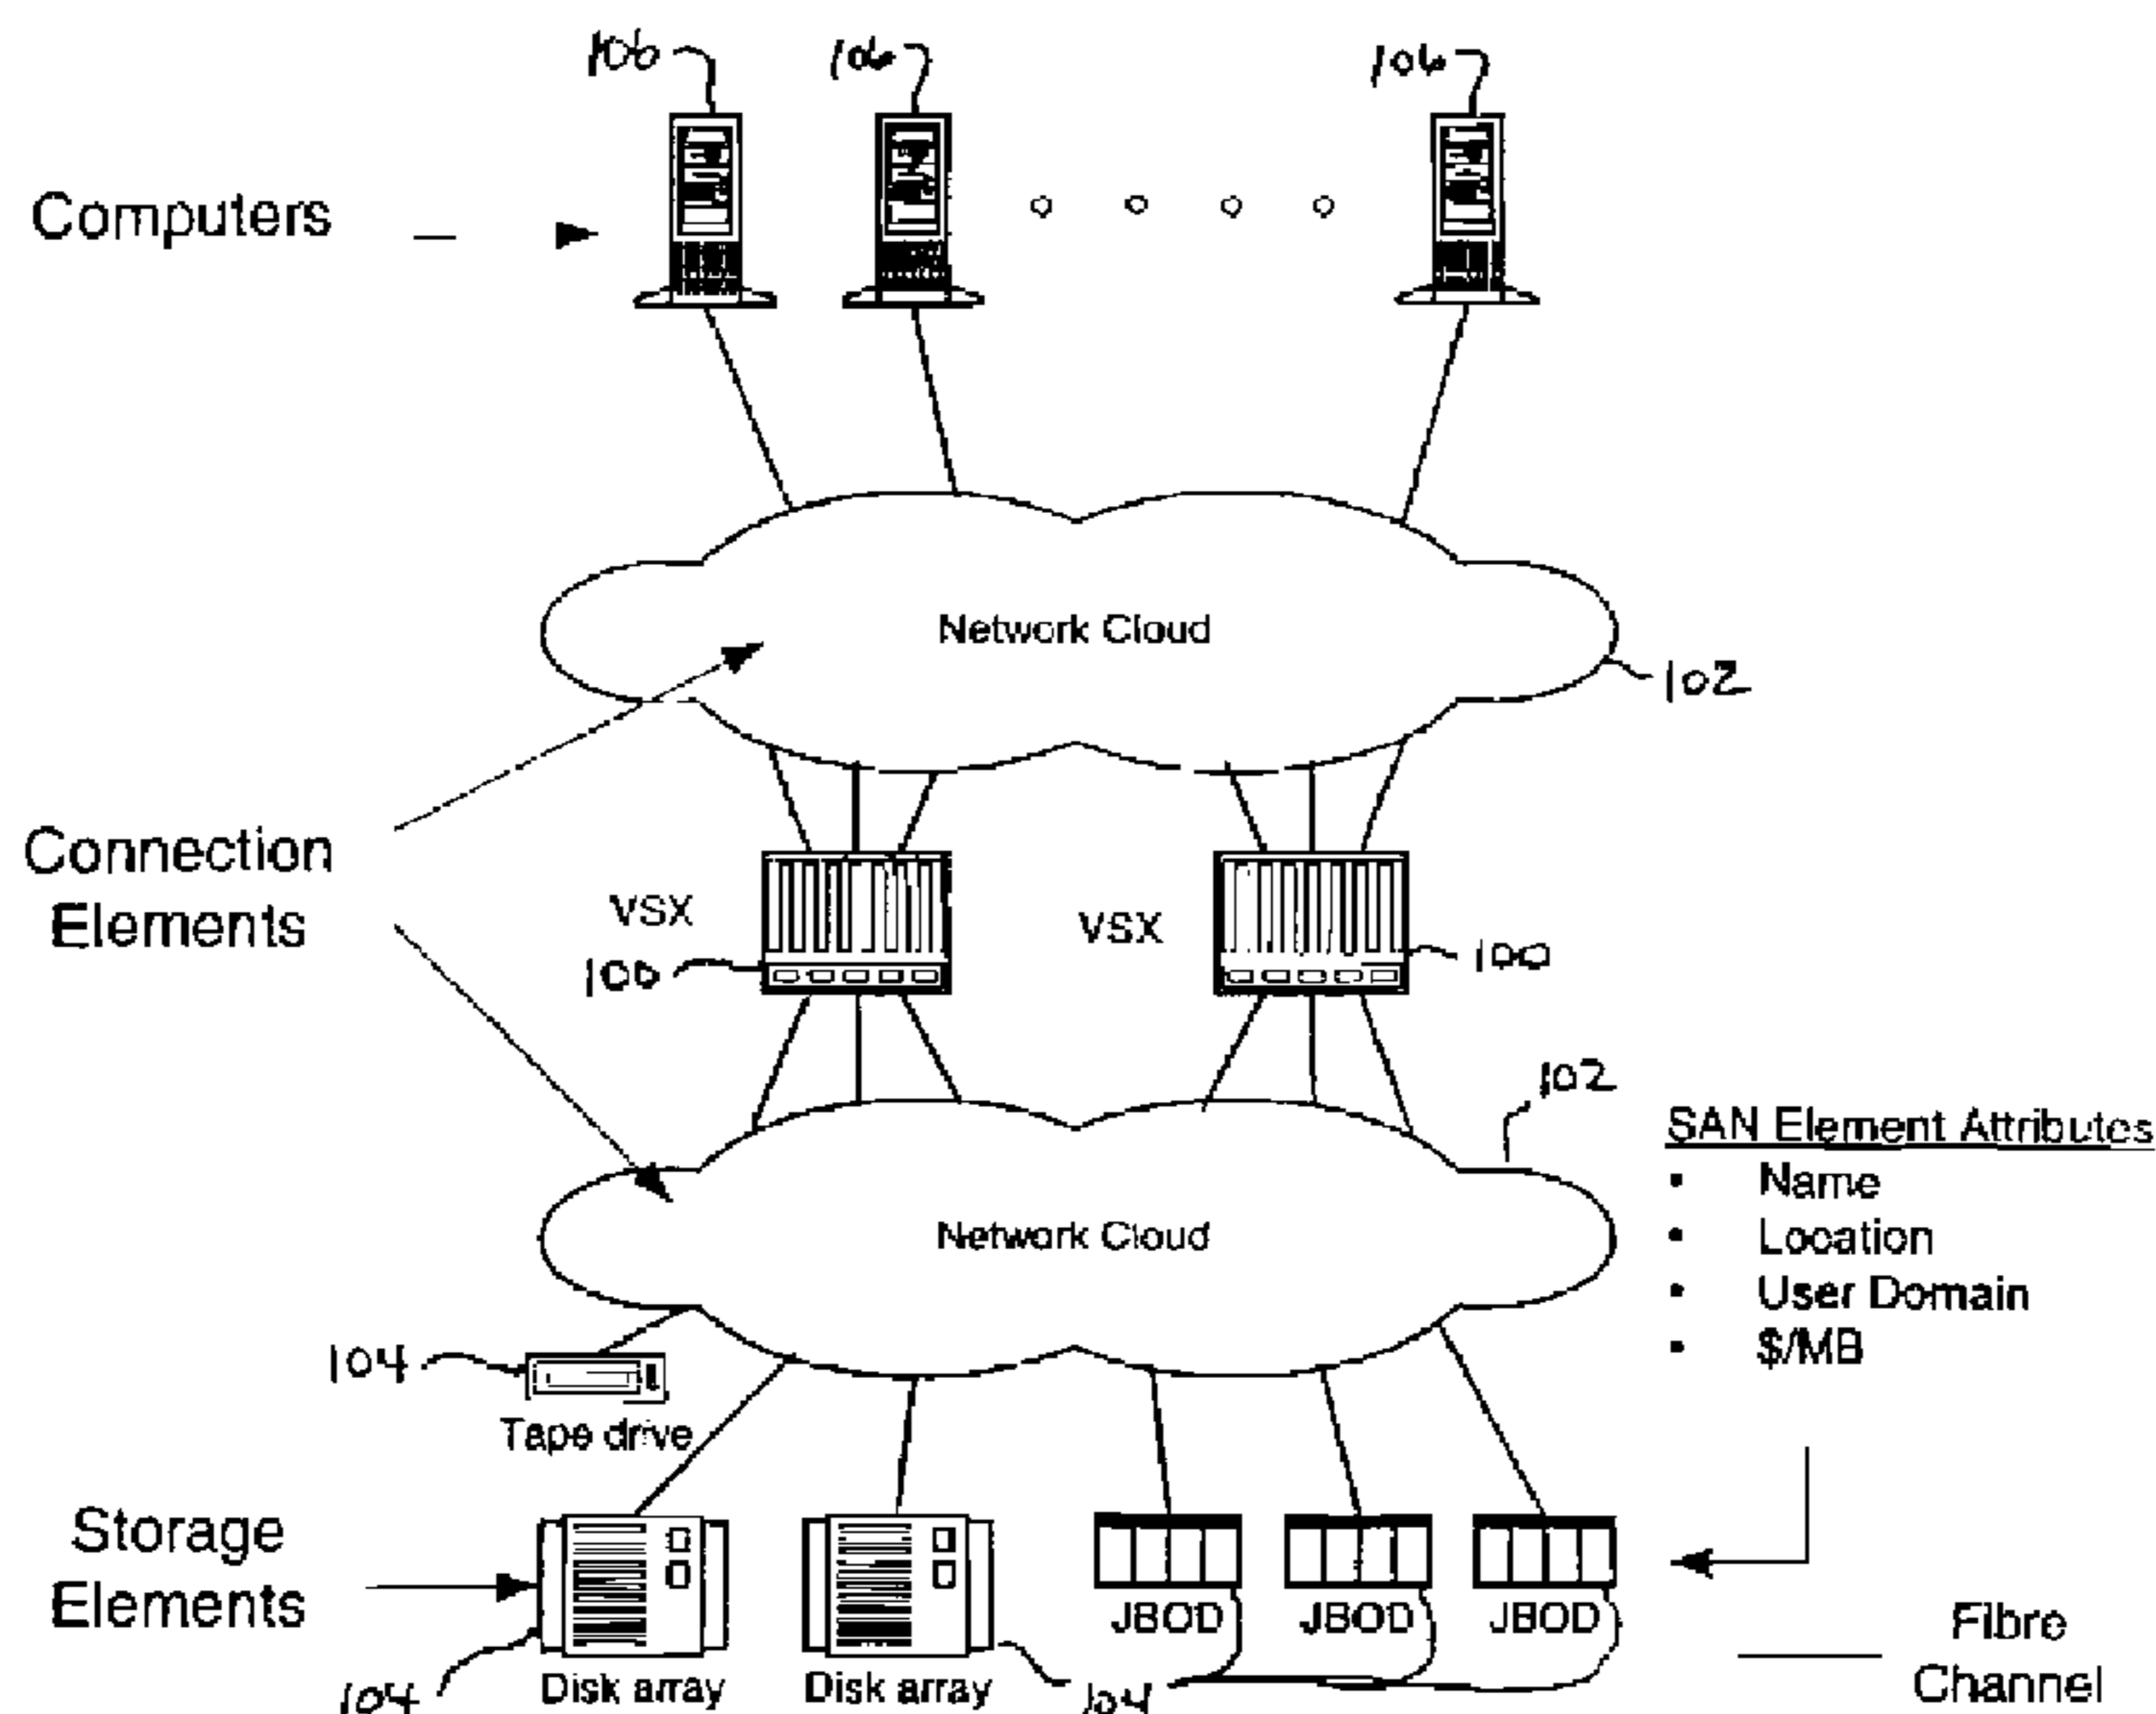 106 106 106
Computers
Network Cloud
102
Connection
Elements
VSX
VSX
100
100
102
SAN Element Attributes
• Name
• Location
• User Domain
• $/MB
Network Cloud
104
Tape drive
Storage
Elements
JBOD JBOD JBOD
Disk array Disk array
104 104
Fibre
Channel